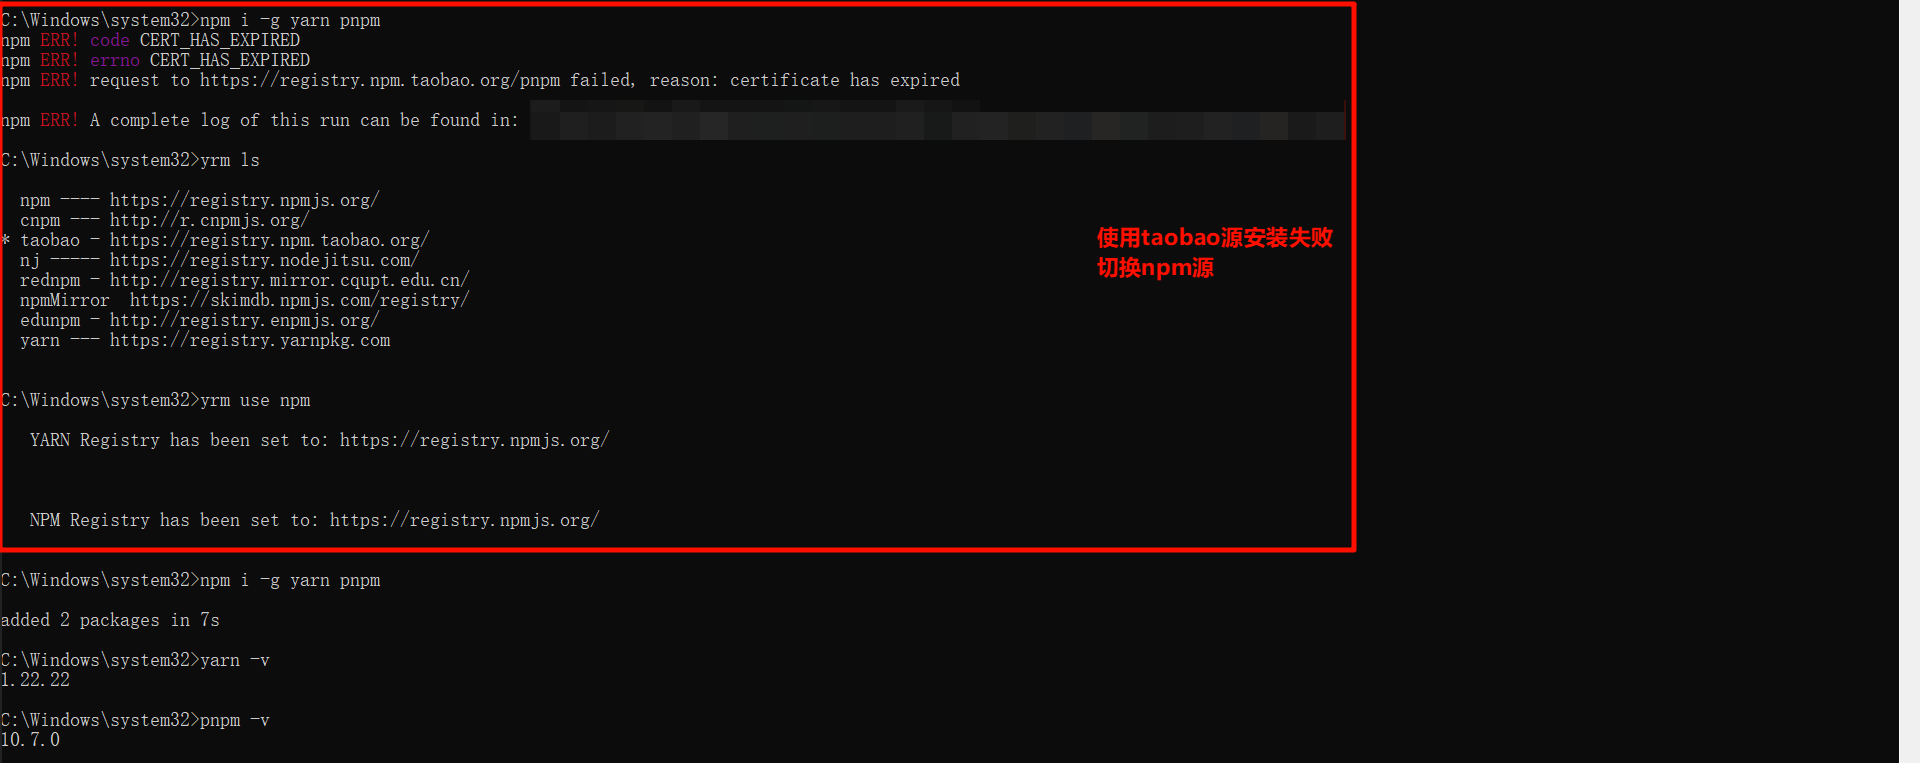 C:\Windows\system32>npm i -g yarn pnpm
npm ERR! code CERT_HAS_EXPIRED
npm ERR! errno CERT_HAS_EXPIRED
npm ERR! request to https://registry.npm.taobao.org/pnpm failed, reason: certificate has expired
npm ERR! A complete log of this run can be found in:
C:\Windows\system32>yrm ls
npm ---- https://registry.npmjs.org/
cnpm --- http://r.cnpmjs.org/
* taobao - https://registry.npm.taobao.org/
nj ----- https://registry.nodejitsu.com/
rednpm - http://registry.mirror.cqupt.edu.cn/
npmMirror  https://skimdb.npmjs.com/registry/
edunpm - http://registry.enpmjs.org/
yarn --- https://registry.yarnpkg.com
使用taobao源安装失败
切换npm源
C:\Windows\system32>yrm use npm
YARN Registry has been set to: https://registry.npmjs.org/
NPM Registry has been set to: https://registry.npmjs.org/
C:\Windows\system32>npm i -g yarn pnpm
added 2 packages in 7s
C:\Windows\system32>yarn -v
1.22.22
C:\Windows\system32>pnpm -v
10.7.0